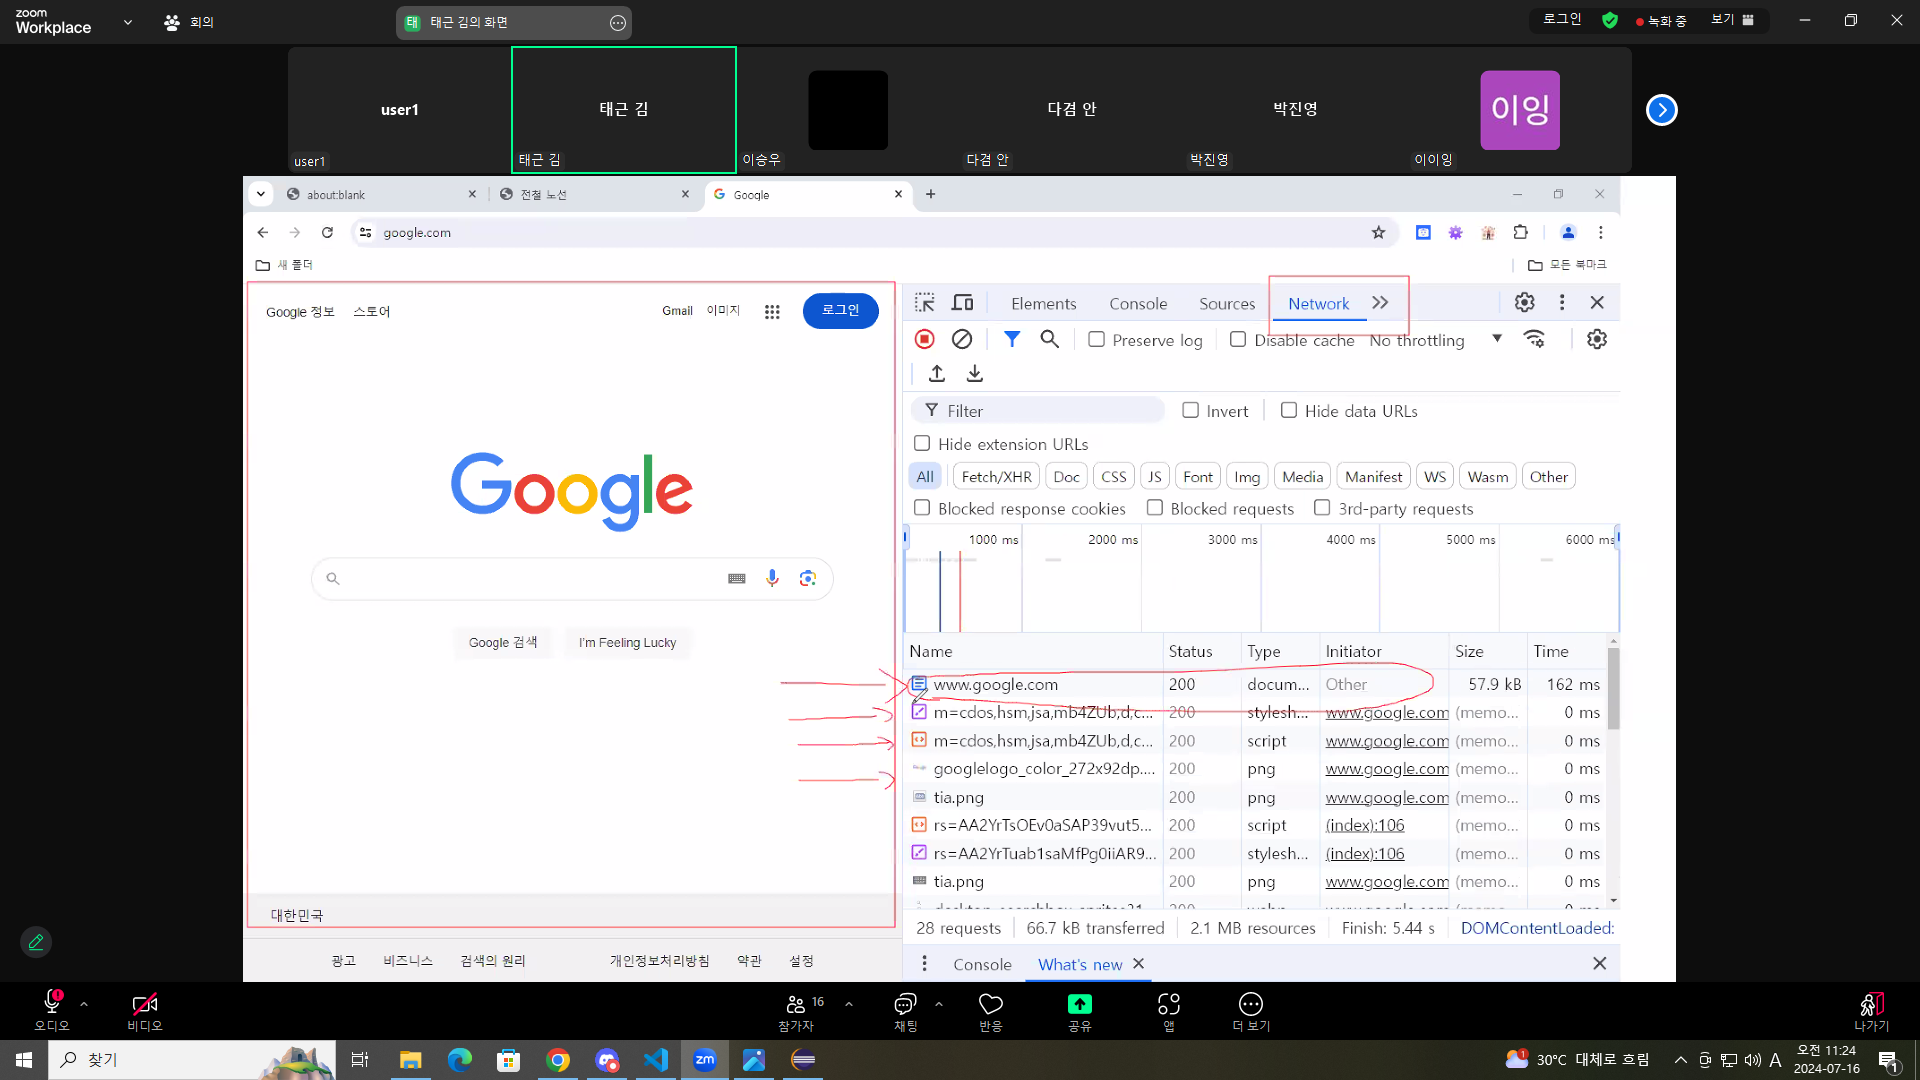 zoom
Workplace
회의
태
태근 김의 화면
로그인
녹화 중
보기
user1
태근 김
다겸 안
박진영
이잉
user1
태근 김
이승우
다겸 안
박진영
이이잉
about:blank
전철 노선
Google
google.com
새 폴더
모든 북마크
Google 정보
스토어
Gmail
이미지
로그인
Google
Google 검색
I'm Feeling Lucky
대한민국
광고
비즈니스
검색의 원리
개인정보처리방침
약관
설정
Elements
Console
Sources
Network
Preserve log
Disable cache
No throttling
Filter
Invert
Hide data URLs
Hide extension URLs
All
Fetch/XHR
Doc
CSS
JS
Font
Img
Media
Manifest
WS
Wasm
Other
Blocked response cookies
Blocked requests
3rd-party requests
1000 ms
2000 ms
3000 ms
4000 ms
5000 ms
6000 ms
Name Status Type Initiator Size Time
www.google.com 200 docum... Other 57.9 kB 162 ms
m=cdos,hsm,jsa,mb4ZUb,d,c... 200 stylesh... www.google.com (memo... 0 ms
m=cdos,hsm,jsa,mb4ZUb,d,c... 200 script www.google.com (memo... 0 ms
googlelogo_color_272x92dp.... 200 png www.google.com (memo... 0 ms
tia.png 200 png www.google.com (memo... 0 ms
rs=AA2YrTsOEv0aSAP39vut5... 200 script (index):106 (memo... 0 ms
rs=AA2YrTuab1saMfPg0iiAR9... 200 stylesh... (index):106 (memo... 0 ms
tia.png 200 png www.google.com (memo... 0 ms
28 requests
66.7 kB transferred
2.1 MB resources
Finish: 5.44 s
DOMContentLoaded:
Console
What's new
오디오
비디오
16
참가자
채팅
반응
공유
앱
더 보기
나가기
찾기
zm
1
30°C 대체로 흐림
A
오전 11:24
2024-07-16
1